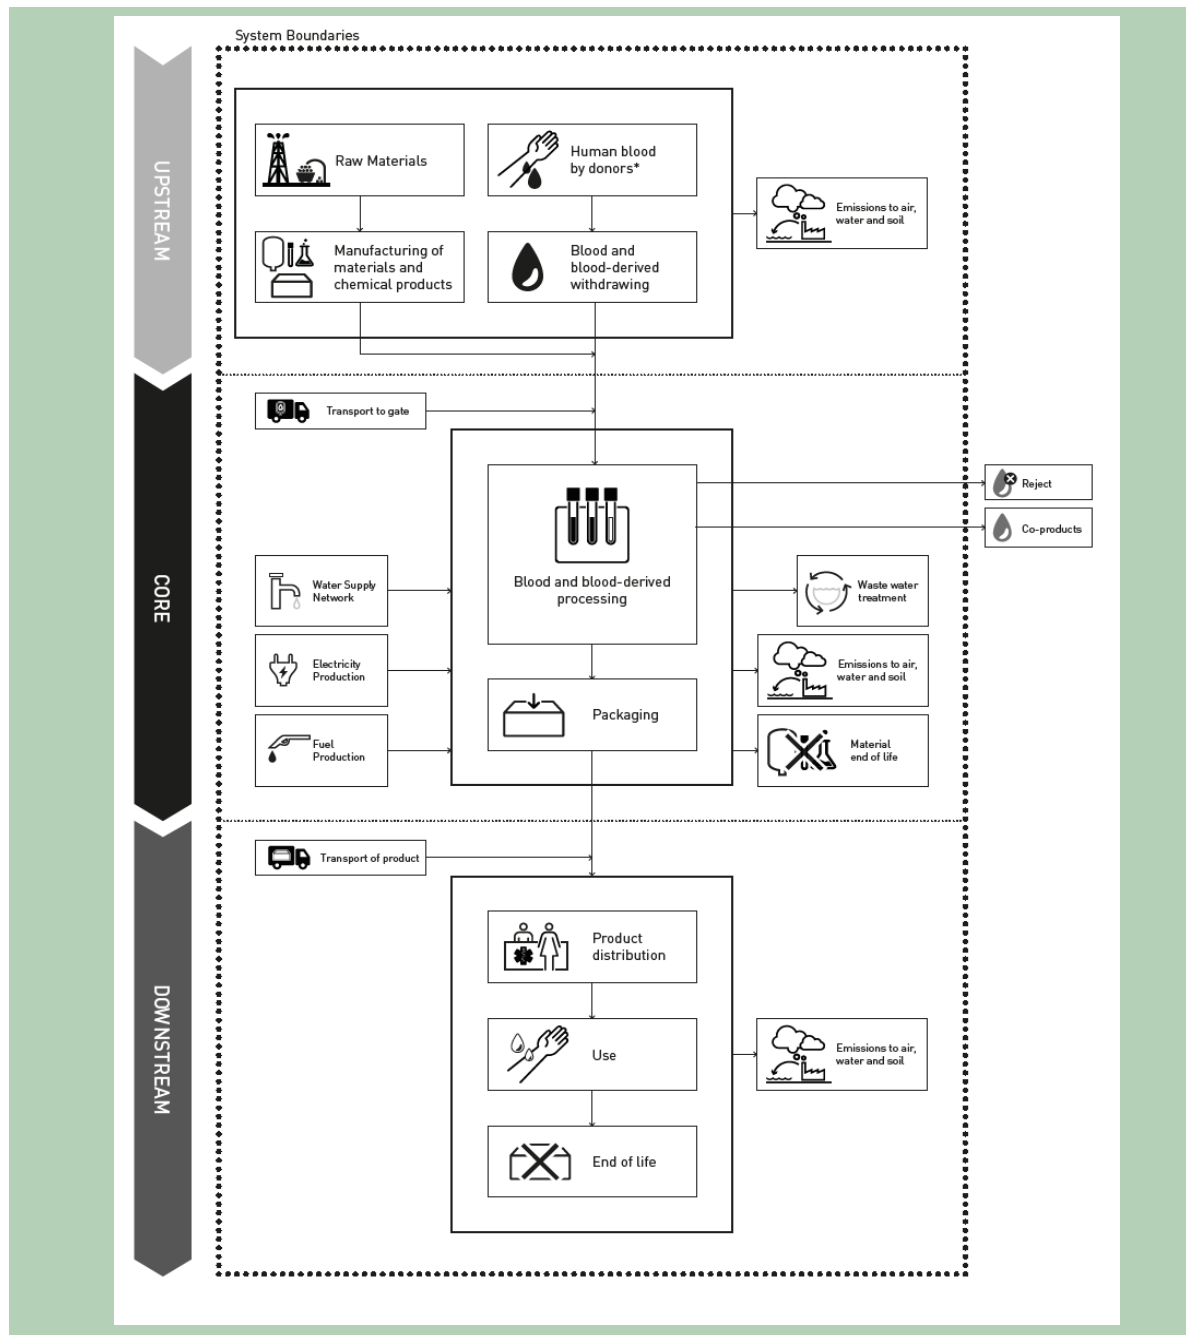 System Boundaries
UPSTREAM
Raw Materials
Human blood
by donors*
Manufacturing of
materials and
chemical products
Blood and
blood-derived
withdrawing
Emissions to air,
water and soil
CORE
Transport to gate
Blood and blood-derived
processing
Reject
Co-products
Water Supply
Network
Electricity
Production
Fuel
Production
Packaging
Waste water
treatment
Emissions to air,
water and soil
Material
end of life
DOWNSTREAM
Transport of product
Product
distribution
Use
End of life
Emissions to air,
water and soil